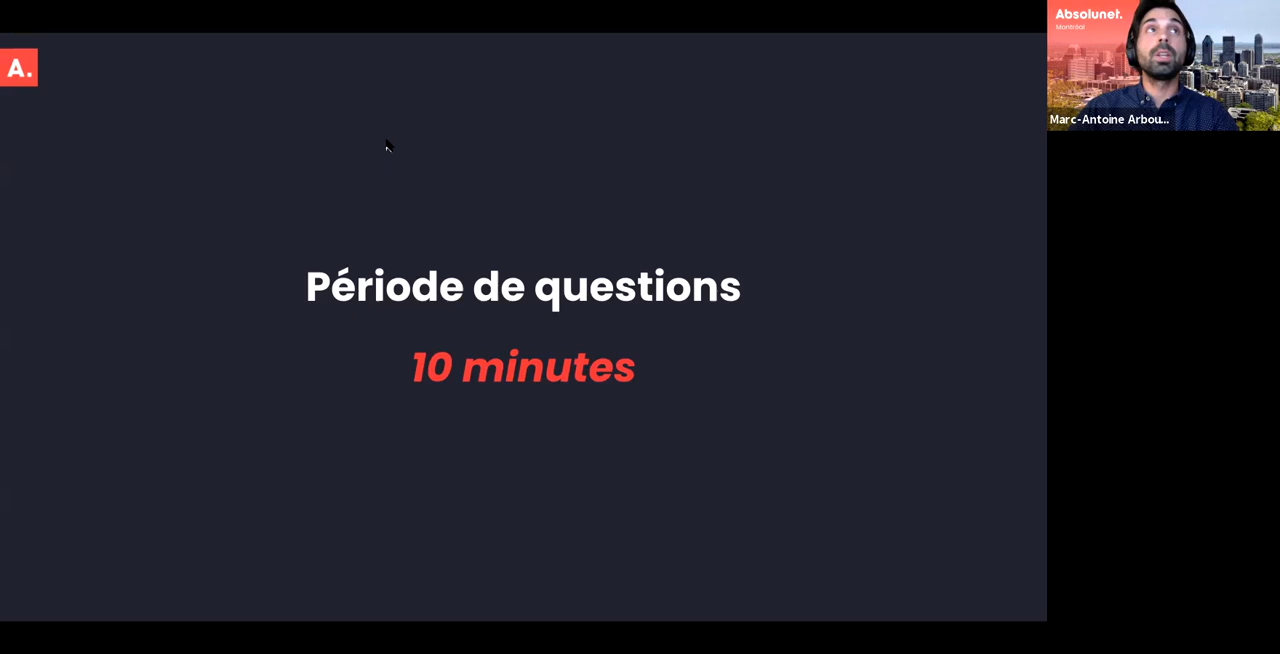 A.
Période de questions
10 minutes
Absolunet.
Montréal
Marc-Antoine Arbou...